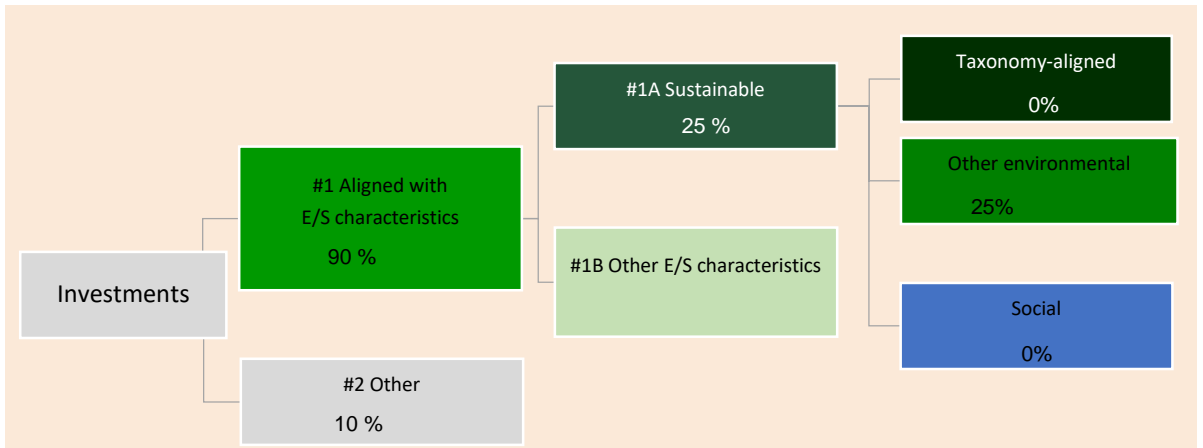 Investments
#1 Aligned with
E/S characteristics
90 %
#2 Other
10 %
#1A Sustainable
25 %
#1B Other E/S characteristics
Taxonomy-aligned
0%
Other environmental
25%
Social
0%